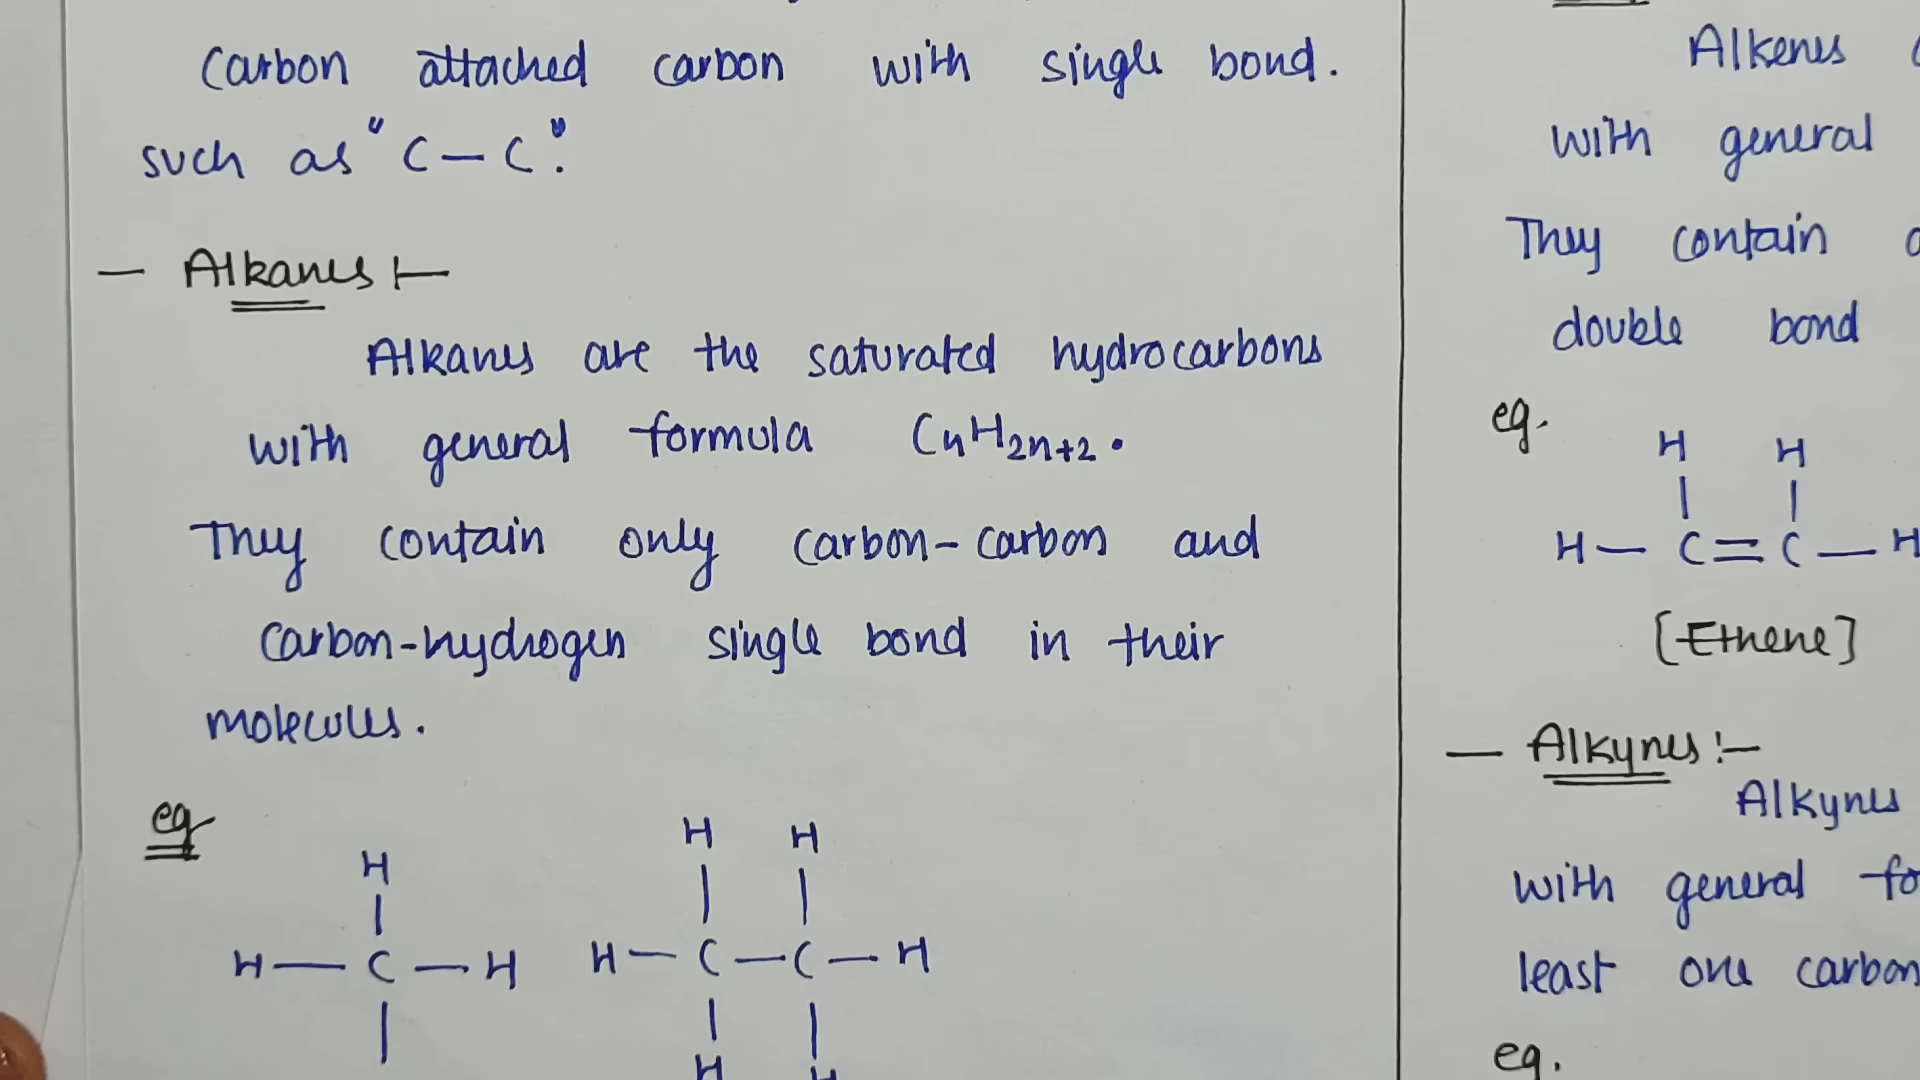 Carbon attached carbon with single bond.
such as "C – C".
– Alkanes :–
Alkanes are the saturated hydrocarbons
with general formula CnH2n+2.
They contain only carbon-carbon and
carbon-hydrogen single bond in their
molecules.
eg
H
H — C — H
H H
H — C — C — H
H H
Alkenes
with general
They contain
double bond
eg.
H H
H — C = C — H
[Ethene]
– Alkynes :–
Alkynes
with general fo
least one carbon
eg.